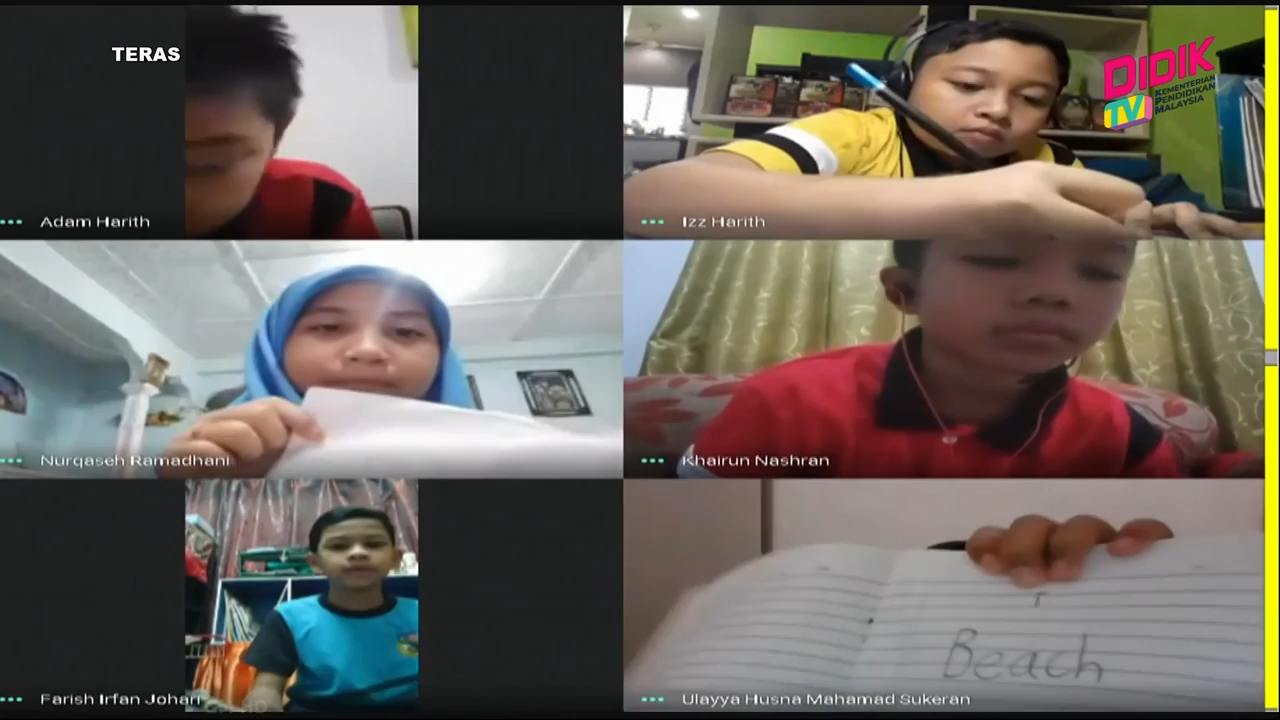 TERAS
DIDIK
TV
KEMENTERIAN
PENDIDIKAN
MALAYSIA
Adam Harith
Izz Harith
Nurqaseh Ramadhani
Khairun Nashran
Farish Irfan Johari
Beach
Ulayya Husna Mahamad Sukeran